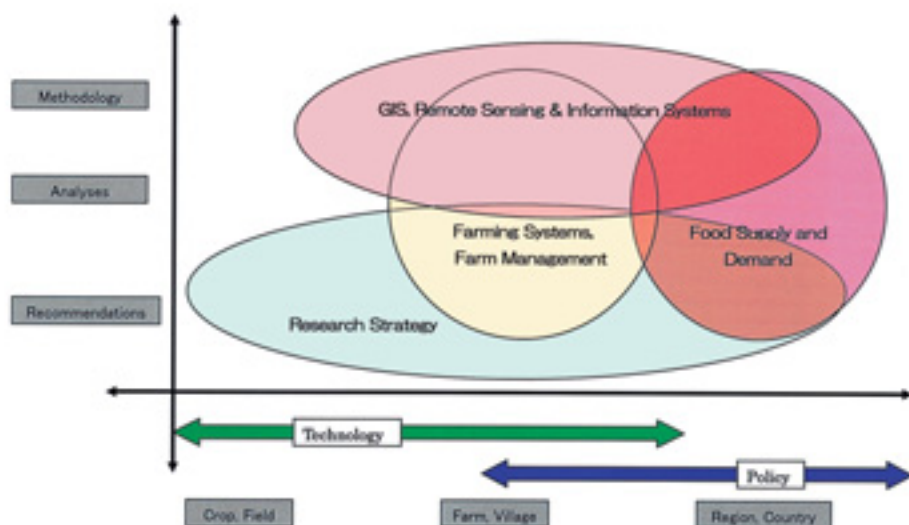 Methodology
GIS, Remote Sensing & Information Systems
Analyses
Farming Systems,
Farm Management
Food Supply and
Demand
Recommendations
Research Strategy
Technology
Policy
Crop, Field
Farm, Village
Region, Country